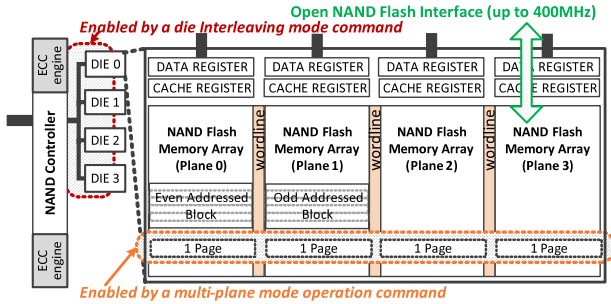 Open NAND Flash Interface (up to 400MHz)
Enabled by a die Interleaving mode command
ECC
engine
NAND Controller
ECC
engine
DIE 0
DIE 1
DIE 2
DIE 3
DATA REGISTER
DATA REGISTER
DATA REGISTER
DATA REGISTER
CACHE REGISTER
CACHE REGISTER
CACHE REGISTER
CACHE REGISTER
NAND Flash
Memory Array
(Plane 0)
wordline
NAND Flash
Memory Array
(Plane 1)
wordline
NAND Flash
Memory Array
(Plane 2)
wordline
NAND Flash
Memory Array
(Plane 3)
Even Addressed
Block
Odd Addressed
Block
1 Page
1 Page
1 Page
1 Page
Enabled by a multi-plane mode operation command